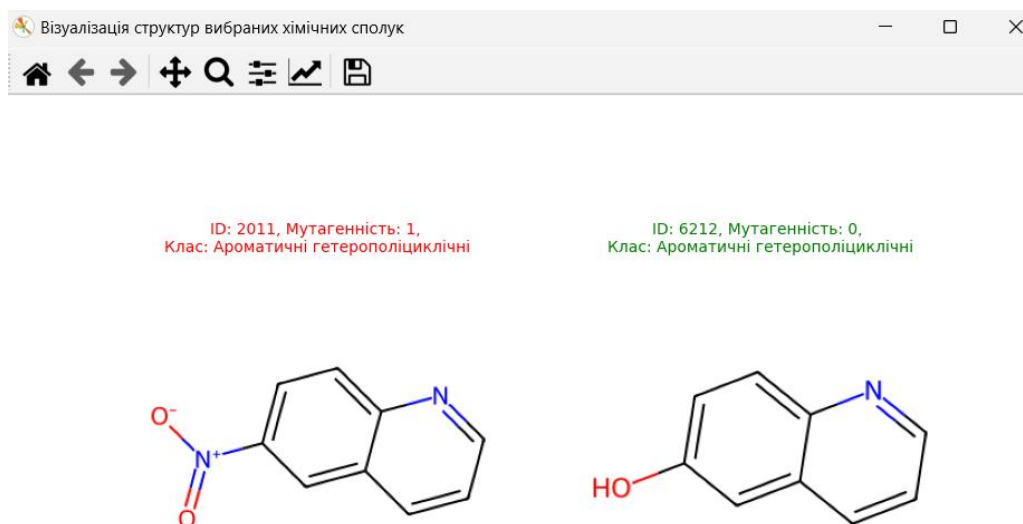 Візуалізація структур вибраних хімічних сполук
ID: 2011, Мутагенність: 1,
Клас: Ароматичні гетерополіциклічні
ID: 6212, Мутагенність: 0,
Клас: Ароматичні гетерополіциклічні
N
O-
N+
O
N
HO